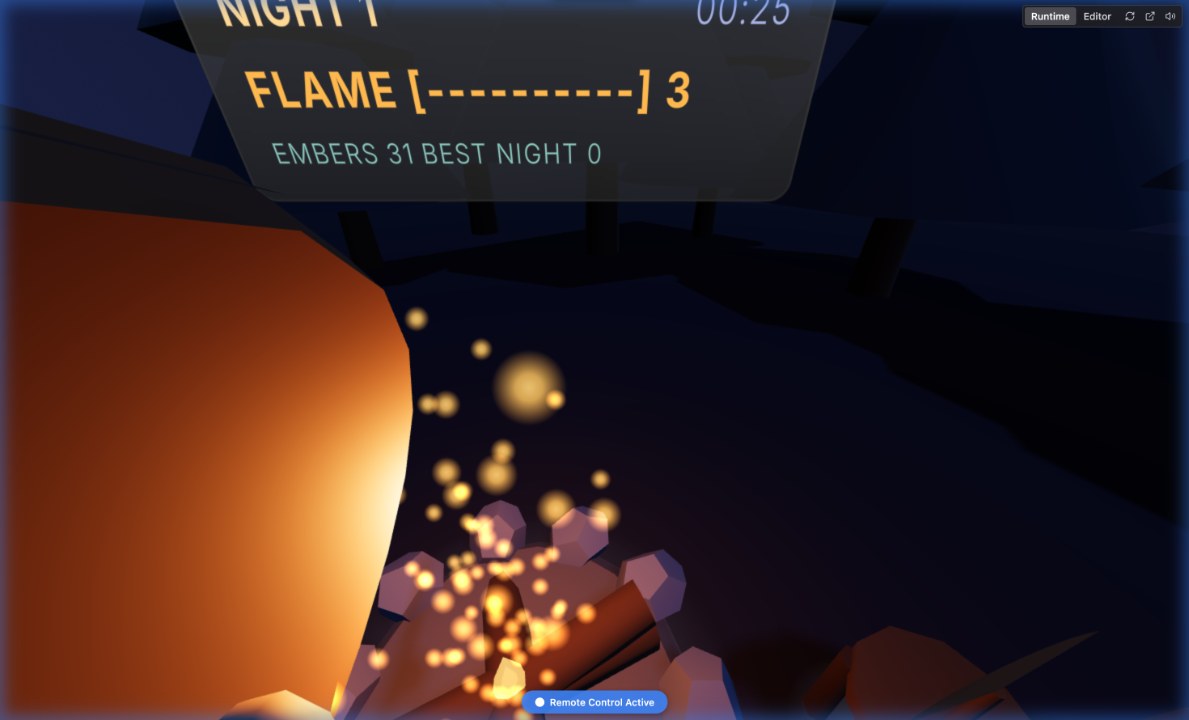 Runtime Editor
NIGHT 1 00:25
FLAME [----------] 3
EMBERS 31 BEST NIGHT 0
Remote Control Active